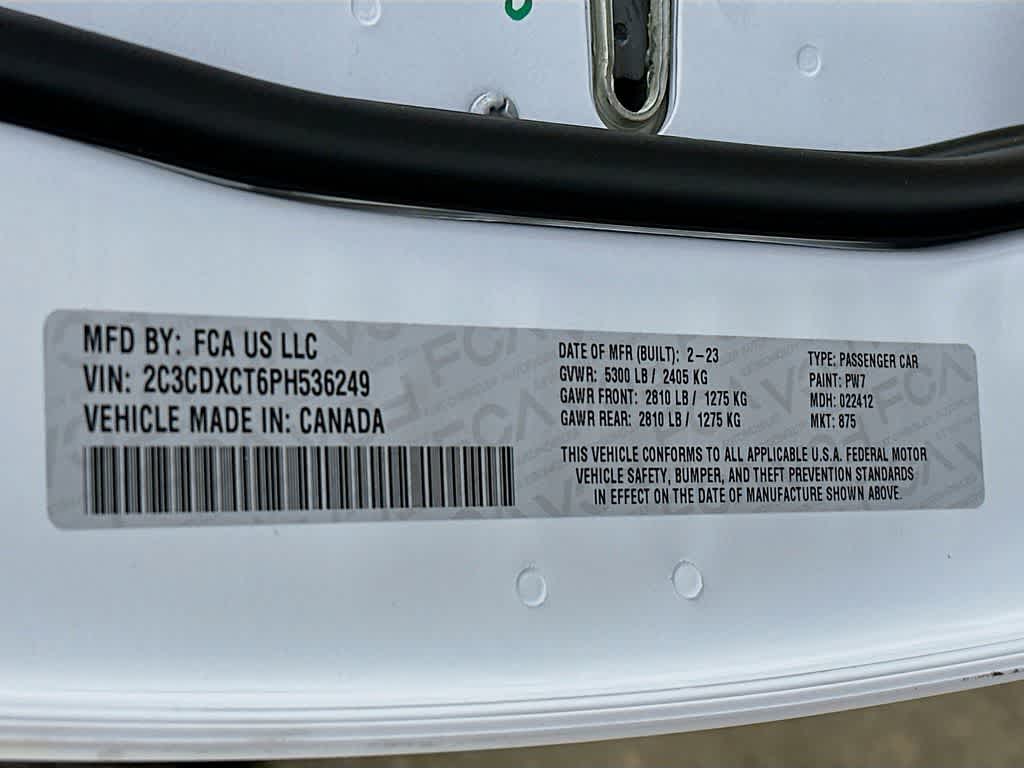 MFD BY: FCA US LLC
VIN: 2C3CDXCT6PH536249
VEHICLE MADE IN: CANADA
DATE OF MFR (BUILT): 2-23
GVWR: 5300 LB / 2405 KG
GAWR FRONT: 2810 LB / 1275 KG
GAWR REAR: 2810 LB / 1275 KG
TYPE: PASSENGER CAR
PAINT: PW7
MDH: 022412
MKT: 875
THIS VEHICLE CONFORMS TO ALL APPLICABLE U.S.A. FEDERAL MOTOR
VEHICLE SAFETY, BUMPER, AND THEFT PREVENTION STANDARDS
IN EFFECT ON THE DATE OF MANUFACTURE SHOWN ABOVE.